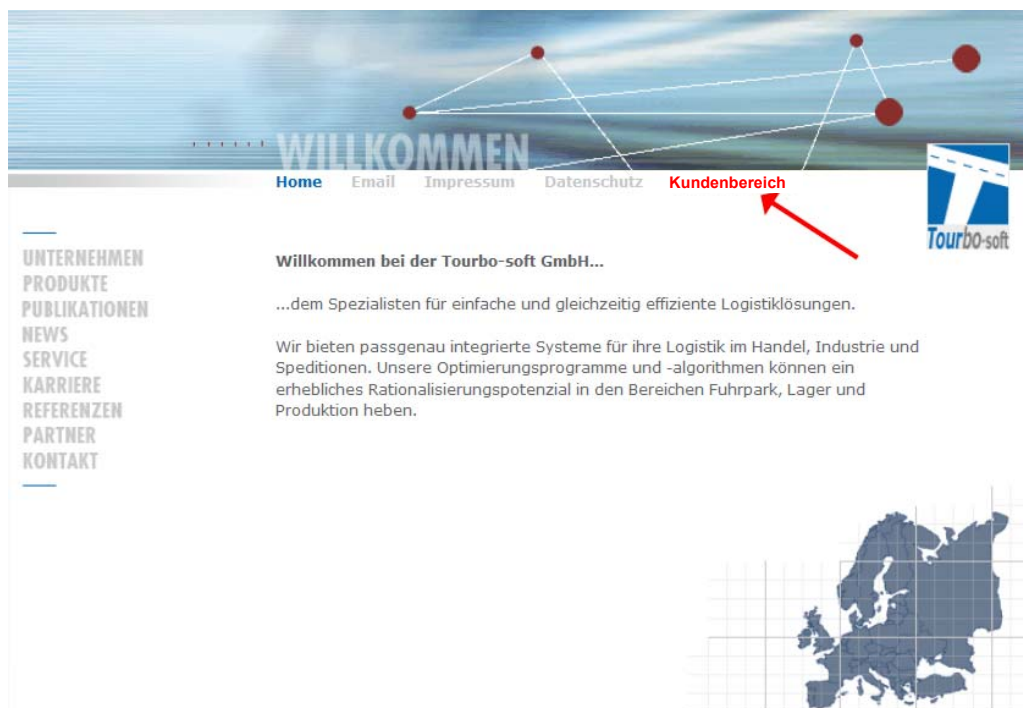 WILLKOMMEN
Home Email Impressum Datenschutz Kundenbereich
Tourbo-soft
UNTERNEHMEN
PRODUKTE
PUBLIKATIONEN
NEWS
SERVICE
KARRIERE
REFERENZEN
PARTNER
KONTAKT
Willkommen bei der Tourbo-soft GmbH...
...dem Spezialisten für einfache und gleichzeitig effiziente Logistiklösungen.
Wir bieten passgenau integrierte Systeme für ihre Logistik im Handel, Industrie und
Speditionen. Unsere Optimierungsprogramme und -algorithmen können ein
erhebliches Rationalisierungspotenzial in den Bereichen Fuhrpark, Lager und
Produktion heben.